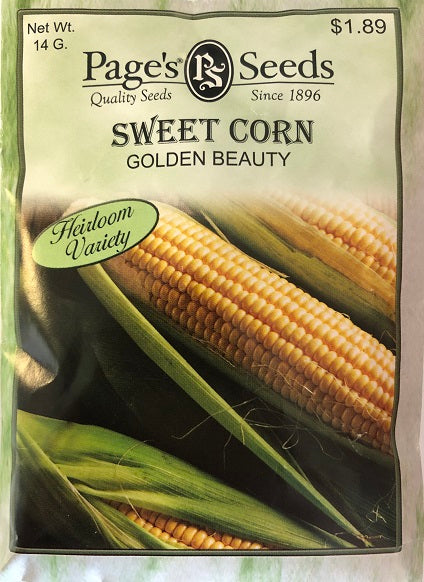 Net Wt.
14 G.
$1.89
Page's® PS Seeds
Quality Seeds Since 1896
SWEET CORN
GOLDEN BEAUTY
Heirloom
Variety